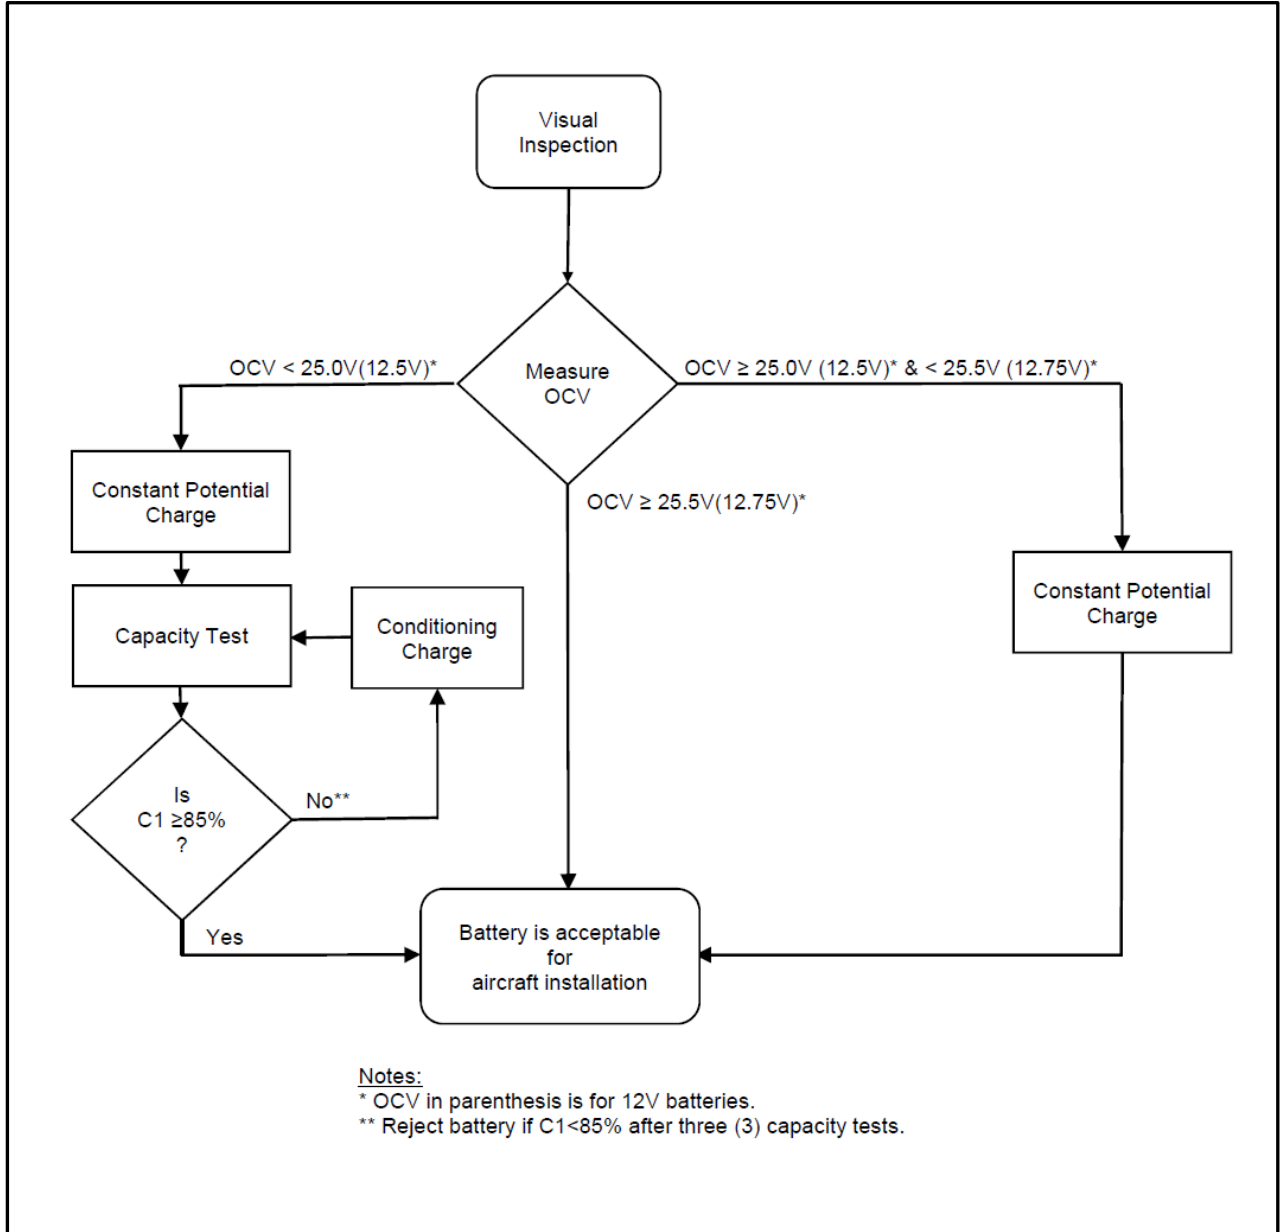 Visual
Inspection
Measure
OCV
OCV < 25.0V(12.5V)*
OCV ≥ 25.0V (12.5V)* & < 25.5V (12.75V)*
OCV ≥ 25.5V(12.75V)*
Constant Potential
Charge
Capacity Test
Conditioning
Charge
Constant Potential
Charge
Is
C1 ≥85%
?
No**
Yes
Battery is acceptable
for
aircraft installation
Notes:
* OCV in parenthesis is for 12V batteries.
** Reject battery if C1<85% after three (3) capacity tests.